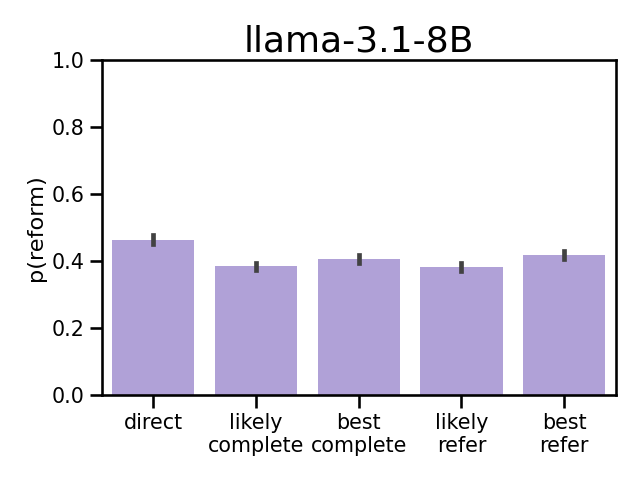 llama-3.1-8B
p(reform)
1.0
0.8
0.6
0.4
0.2
0.0
direct
likely complete
best complete
likely refer
best refer